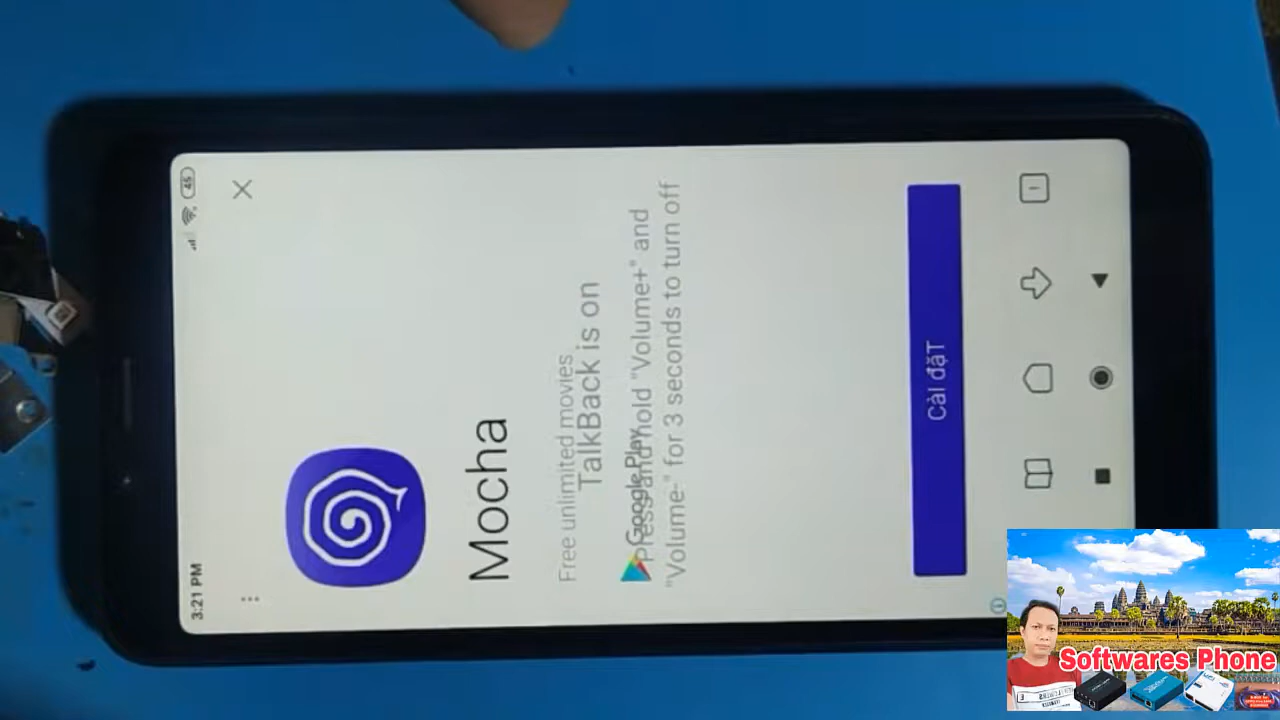 3:21 PM
45
Mocha
Free unlimited movies
TalkBack is on
Google Play
Press and hold "Volume+" and
"Volume-" for 3 seconds to turn off
Cài đặT
Softwares Phone